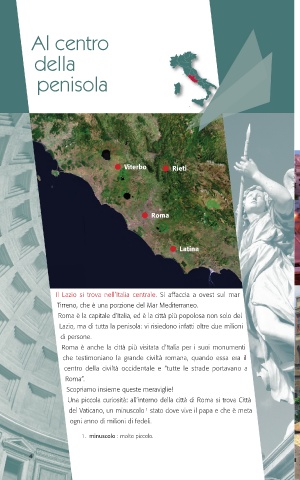 Al centro
della
penisola
Viterbo
Rieti
Roma
Latina
Il Lazio si trova nell'Italia centrale. Si affaccia a ovest sul mar
Tirreno, che è una porzione del Mar Mediterraneo.
Roma è la capitale d'Italia, ed è la città più popolosa non solo del
Lazio, ma di tutta la penisola: vi risiedono infatti oltre due milioni
di persone.
Roma è anche la città più visitata d'Italia per i suoi monumenti
che testimoniano la grande civiltà romana, quando essa era il
centro della civiltà occidentale e "tutte le strade portavano a
Roma".
Scopriamo insieme queste meraviglie!
Una piccola curiosità: all'interno della città di Roma si trova Città
del Vaticano, un minuscolo¹ stato dove vive il papa e che è meta
ogni anno di milioni di fedeli.
1. minuscolo : molto piccolo.